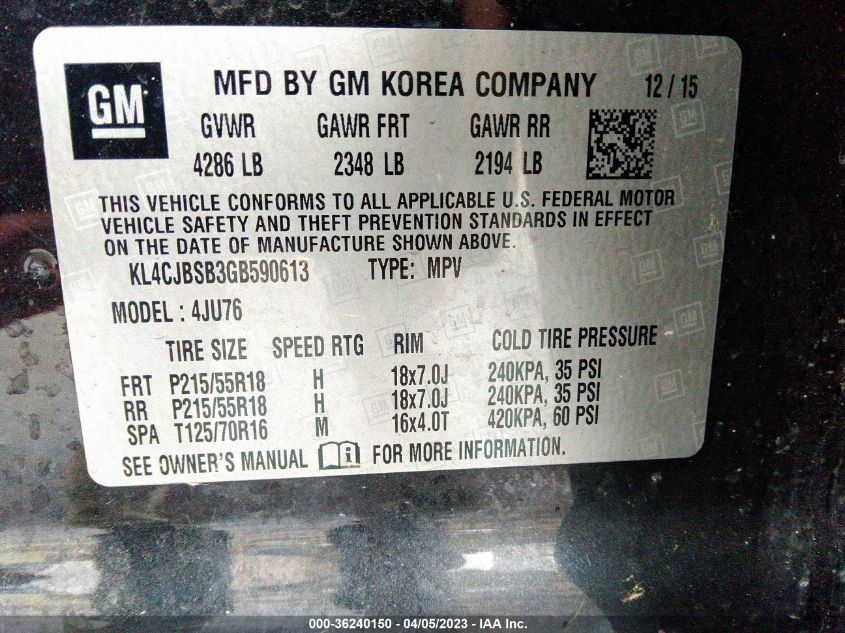 GM MFD BY GM KOREA COMPANY 12 / 15
GVWR GAWR FRT GAWR RR
4286 LB 2348 LB 2194 LB
THIS VEHICLE CONFORMS TO ALL APPLICABLE U.S. FEDERAL MOTOR
VEHICLE SAFETY AND THEFT PREVENTION STANDARDS IN EFFECT
ON THE DATE OF MANUFACTURE SHOWN ABOVE.
KL4CJBSB3GB590613 TYPE: MPV
MODEL : 4JU76
TIRE SIZE SPEED RTG RIM COLD TIRE PRESSURE
FRT P215/55R18 H 18x7.0J 240KPA, 35 PSI
RR P215/55R18 H 18x7.0J 240KPA, 35 PSI
SPA T125/70R16 M 16x4.0T 420KPA, 60 PSI
SEE OWNER'S MANUAL i FOR MORE INFORMATION.
000-36240150 - 04/05/2023 - IAA Inc.